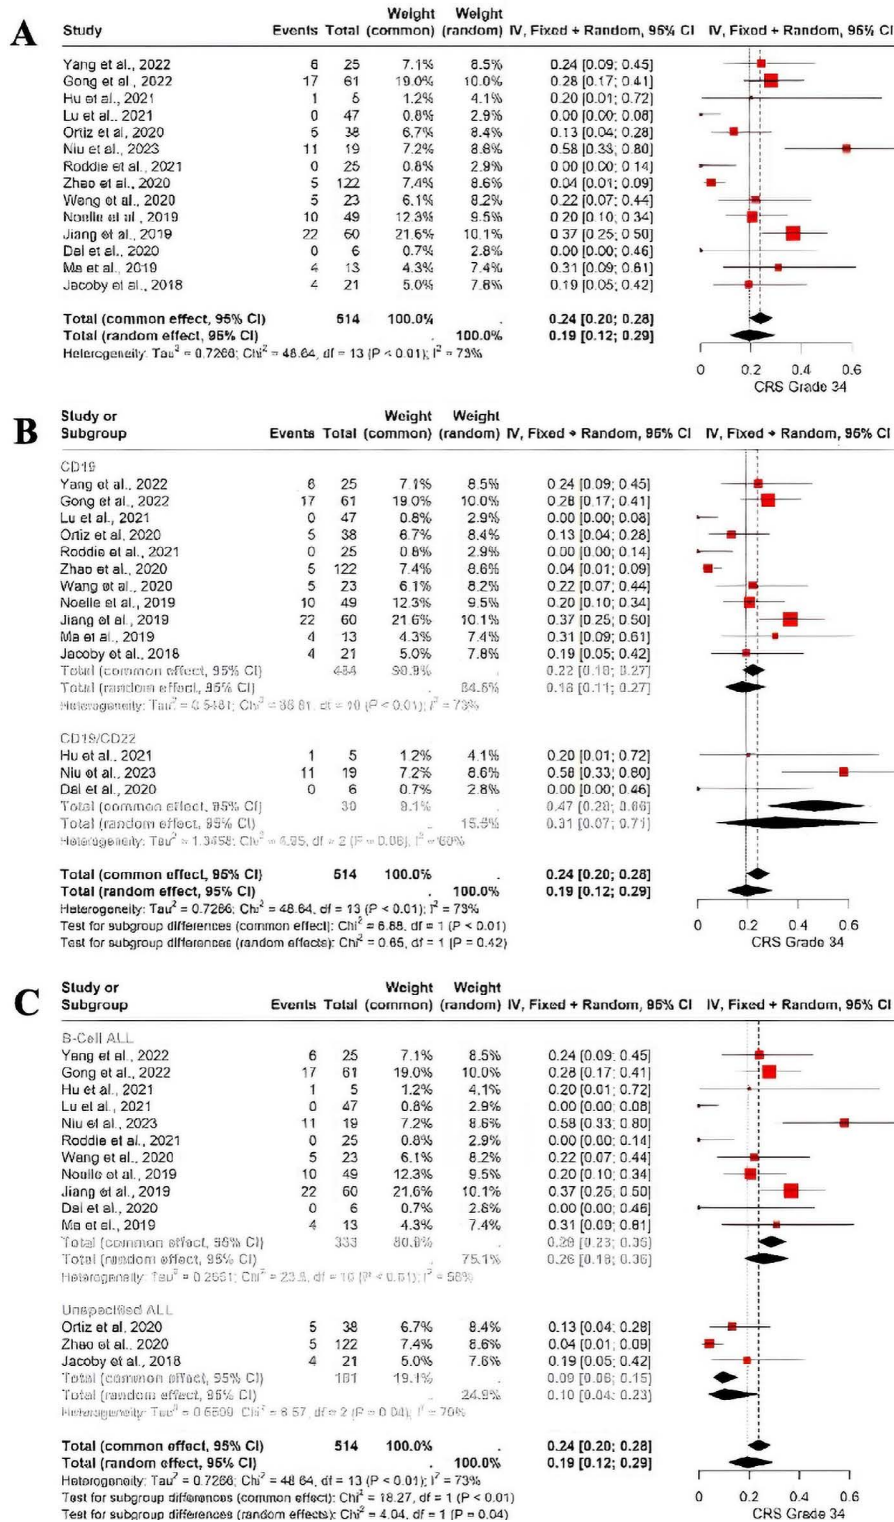 A
Weight Weight
Study Events Total (common) (random) IV, Fixed + Random, 95% CI IV, Fixed + Random, 95% CI
Yang et al., 2022 6 25 7.1% 8.5% 0.24 [0.09; 0.45]
Gong et al., 2022 17 61 19.0% 10.0% 0.28 [0.17; 0.41]
Hu et al., 2021 1 5 1.2% 4.1% 0.20 [0.01; 0.72]
Lu et al., 2021 0 47 0.8% 2.9% 0.00 [0.00; 0.08]
Ortiz et al, 2020 5 38 6.7% 8.4% 0.13 [0.04; 0.28]
Niu et al., 2023 11 19 7.2% 8.6% 0.58 [0.33; 0.80]
Roddie et al., 2021 0 25 0.8% 2.9% 0.00 [0.00; 0.14]
Zhao et al., 2020 5 122 7.4% 8.6% 0.04 [0.01; 0.09]
Wang et al., 2020 5 23 6.1% 8.2% 0.22 [0.07; 0.44]
Noelle et al., 2019 10 49 12.3% 9.5% 0.20 [0.10; 0.34]
Jiang et al., 2019 22 60 21.6% 10.1% 0.37 [0.25; 0.50]
Dai et al., 2020 0 6 0.7% 2.8% 0.00 [0.00; 0.46]
Ma et al., 2019 4 13 4.3% 7.4% 0.31 [0.09; 0.61]
Jacoby et al., 2018 4 21 5.0% 7.8% 0.19 [0.05; 0.42]
Total (common effect, 95% CI) 514 100.0% . 0.24 [0.20; 0.28]
Total (random effect, 95% CI) . 100.0% 0.19 [0.12; 0.29]
Heterogeneity: Tau² = 0.7266; Chi² = 48.64, df = 13 (P < 0.01); I² = 73%
0 0.2 0.4 0.6
CRS Grade 34
B
Study or Weight Weight
Subgroup Events Total (common) (random) IV, Fixed + Random, 95% CI IV, Fixed + Random, 95% CI
CD19
Yang et al., 2022 6 25 7.1% 8.5% 0.24 [0.09; 0.45]
Gong et al., 2022 17 61 19.0% 10.0% 0.28 [0.17; 0.41]
Lu et al., 2021 0 47 0.8% 2.9% 0.00 [0.00; 0.08]
Ortiz et al, 2020 5 38 6.7% 8.4% 0.13 [0.04; 0.28]
Roddie et al., 2021 0 25 0.8% 2.9% 0.00 [0.00; 0.14]
Zhao et al., 2020 5 122 7.4% 8.6% 0.04 [0.01; 0.09]
Wang et al., 2020 5 23 6.1% 8.2% 0.22 [0.07; 0.44]
Noelle et al., 2019 10 49 12.3% 9.5% 0.20 [0.10; 0.34]
Jiang et al., 2019 22 60 21.6% 10.1% 0.37 [0.25; 0.50]
Ma et al., 2019 4 13 4.3% 7.4% 0.31 [0.09; 0.61]
Jacoby et al., 2018 4 21 5.0% 7.8% 0.19 [0.05; 0.42]
Total (common effect, 95% CI) 484 90.9% . 0.22 [0.18; 0.27]
Total (random effect, 95% CI) . 84.5% 0.18 [0.11; 0.27]
Heterogeneity: df = 10 (P < 0.01); I² = 73%
CD19/CD22
Hu et al., 2021 1 5 1.2% 4.1% 0.20 [0.01; 0.72]
Niu et al., 2023 11 19 7.2% 8.6% 0.58 [0.33; 0.80]
Dai et al., 2020 0 6 0.7% 2.8% 0.00 [0.00; 0.46]
Total (common effect, 95% CI) 30 9.1% . 0.47 [0.28; 0.66]
Total (random effect, 95% CI) . 15.5% 0.31 [0.07; 0.71]
Heterogeneity: df = 2 (P = 0.08); I² = 60%
Total (common effect, 95% CI) 514 100.0% . 0.24 [0.20; 0.28]
Total (random effect, 95% CI) . 100.0% 0.19 [0.12; 0.29]
Heterogeneity: Tau² = 0.7266; Chi² = 48.64, df = 13 (P < 0.01); I² = 73%
Test for subgroup differences (common effect): Chi² = 6.88, df = 1 (P < 0.01)
Test for subgroup differences (random effects): Chi² = 0.65, df = 1 (P = 0.42)
0 0.2 0.4 0.6
CRS Grade 34
C
Study or Weight Weight
Subgroup Events Total (common) (random) IV, Fixed + Random, 95% CI IV, Fixed + Random, 95% CI
B-Cell ALL
Yang et al., 2022 6 25 7.1% 8.5% 0.24 [0.09; 0.45]
Gong et al., 2022 17 61 19.0% 10.0% 0.28 [0.17; 0.41]
Hu et al., 2021 1 5 1.2% 4.1% 0.20 [0.01; 0.72]
Lu et al., 2021 0 47 0.8% 2.9% 0.00 [0.00; 0.08]
Niu et al., 2023 11 19 7.2% 8.6% 0.58 [0.33; 0.80]
Roddie et al., 2021 0 25 0.8% 2.9% 0.00 [0.00; 0.14]
Wang et al., 2020 5 23 6.1% 8.2% 0.22 [0.07; 0.44]
Noelle et al., 2019 10 49 12.3% 9.5% 0.20 [0.10; 0.34]
Jiang et al., 2019 22 60 21.6% 10.1% 0.37 [0.25; 0.50]
Dai et al., 2020 0 6 0.7% 2.8% 0.00 [0.00; 0.46]
Ma et al., 2019 4 13 4.3% 7.4% 0.31 [0.09; 0.61]
Total (common effect, 95% CI) 333 80.9% . 0.29 [0.23; 0.35]
Total (random effect, 95% CI) . 75.1% 0.26 [0.18; 0.36]
Heterogeneity: df = 10 (P < 0.01); I² = 58%
Unspecified ALL
Ortiz et al, 2020 5 38 6.7% 8.4% 0.13 [0.04; 0.28]
Zhao et al., 2020 5 122 7.4% 8.6% 0.04 [0.01; 0.09]
Jacoby et al., 2018 4 21 5.0% 7.8% 0.19 [0.05; 0.42]
Total (common effect, 95% CI) 181 19.1% . 0.09 [0.06; 0.15]
Total (random effect, 95% CI) . 24.9% 0.10 [0.04; 0.23]
Heterogeneity: df = 2 (P = 0.04); I² = 70%
Total (common effect, 95% CI) 514 100.0% . 0.24 [0.20; 0.28]
Total (random effect, 95% CI) . 100.0% 0.19 [0.12; 0.29]
Heterogeneity: Tau² = 0.7266; Chi² = 48.64, df = 13 (P < 0.01); I² = 73%
Test for subgroup differences (common effect): Chi² = 18.27, df = 1 (P < 0.01)
Test for subgroup differences (random effects): Chi² = 4.04, df = 1 (P = 0.04)
0 0.2 0.4 0.6
CRS Grade 34